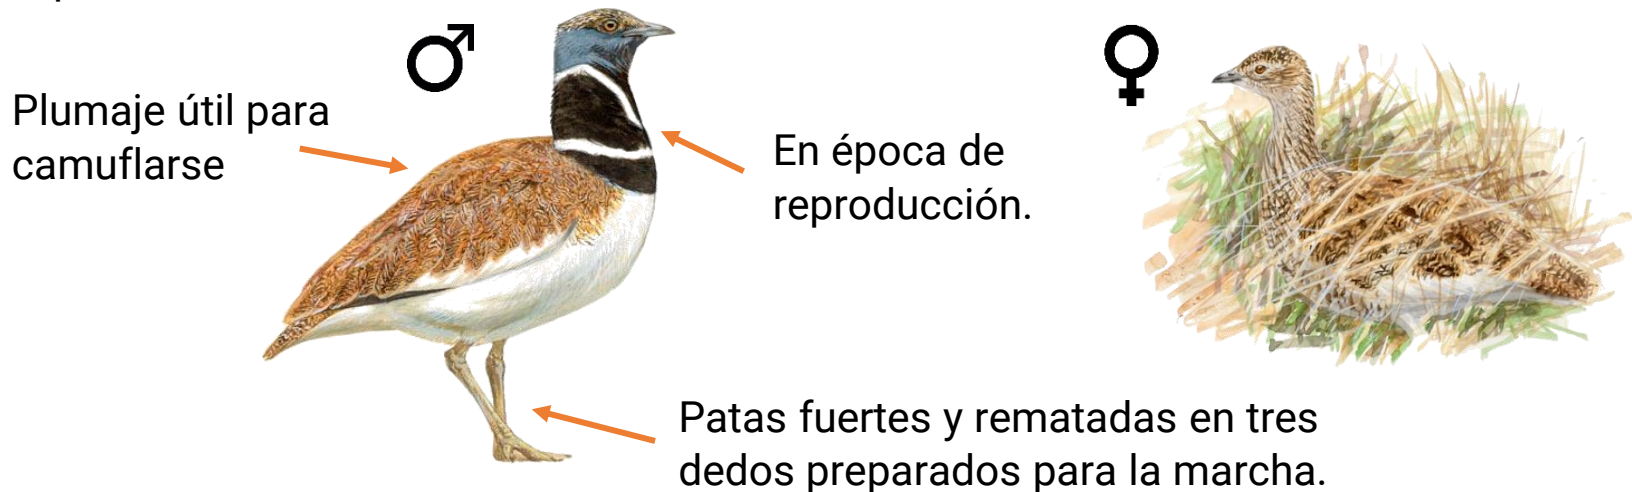 Plumaje útil para
camuflarse
En época de
reproducción.
Patas fuertes y rematadas en tres
dedos preparados para la marcha.